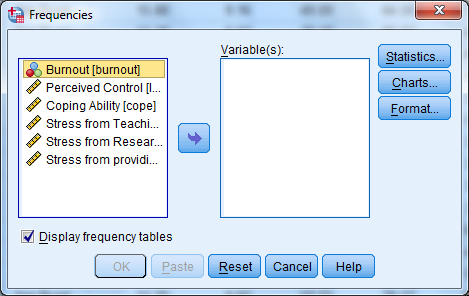 Frequencies
Variable(s):
Burnout [burnout]
Perceived Control [l...
Coping Ability [cope]
Stress from Teachi...
Stress from Resear...
Stress from providi...
Statistics...
Charts...
Format...
Display frequency tables
OK
Paste
Reset
Cancel
Help